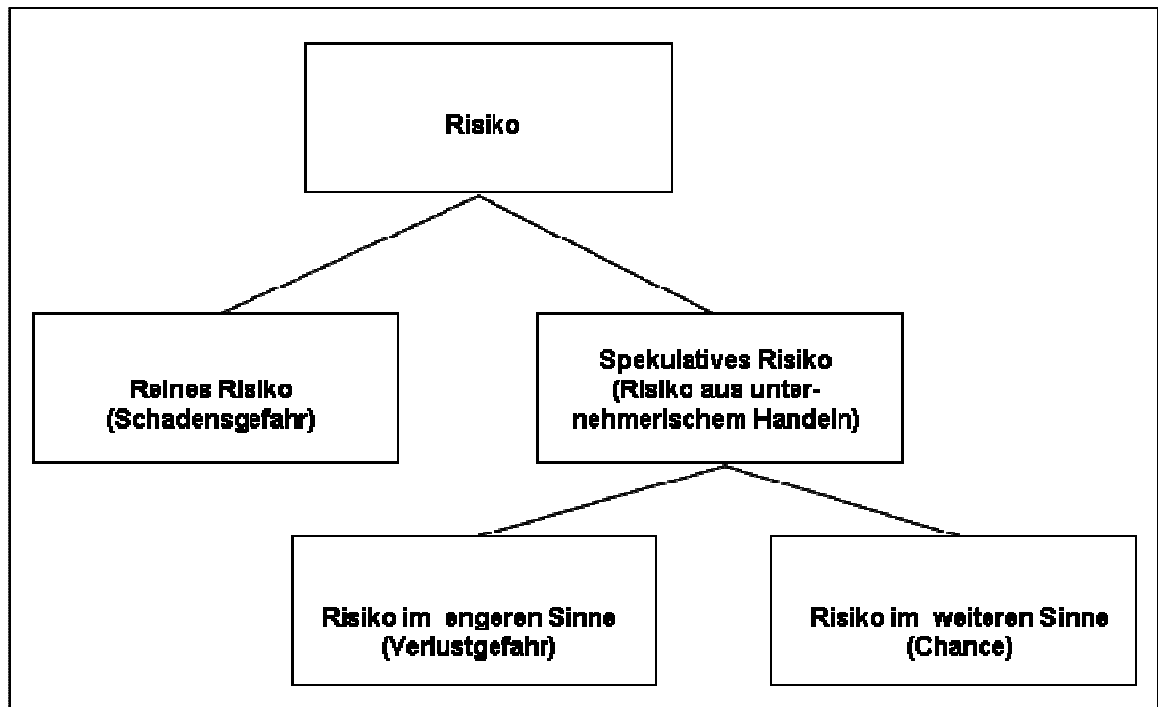 Risiko
Reines Risiko
(Schadensgefahr)
Spekulatives Risiko
(Risiko aus unter-
nehmerischem Handeln)
Risiko im engeren Sinne
(Verlustgefahr)
Risiko im weiteren Sinne
(Chance)